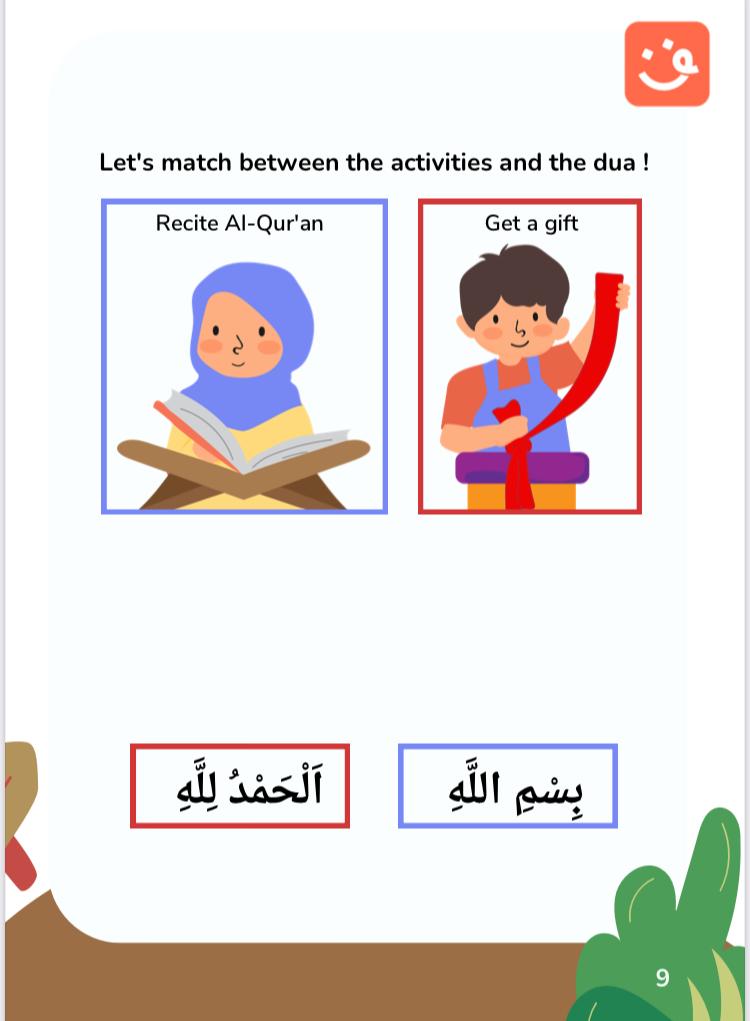 Let's match between the activities and the dua !
Recite Al-Qur'an
Get a gift
اَلْحَمْدُ لِلَّهِ
بِسْمِ اللَّهِ
9